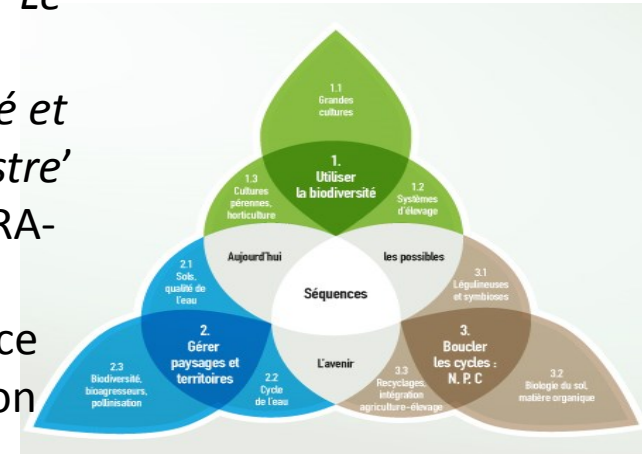 Le
é et
stre’
RA-
ce
on
1.1
Grandes
cultures
1.
Utiliser
la biodiversité
1.3
Cultures
pérennes,
horticulture
1.2
Systèmes
d'élevage
Aujourd'hui
les possibles
Séquences
L'avenir
2.1
Sols,
qualité de
l'eau
2.
Gérer
paysages et
territoires
2.2
Cycle
de l'eau
2.3
Biodiversité,
bioagresseurs,
pollinisation
3.1
Légulineuses
et symbioses
3.
Boucler
les cycles :
N, P, C
3.3
Recyclages,
intégration
agriculture-élevage
3.2
Biologie du sol,
matière organique